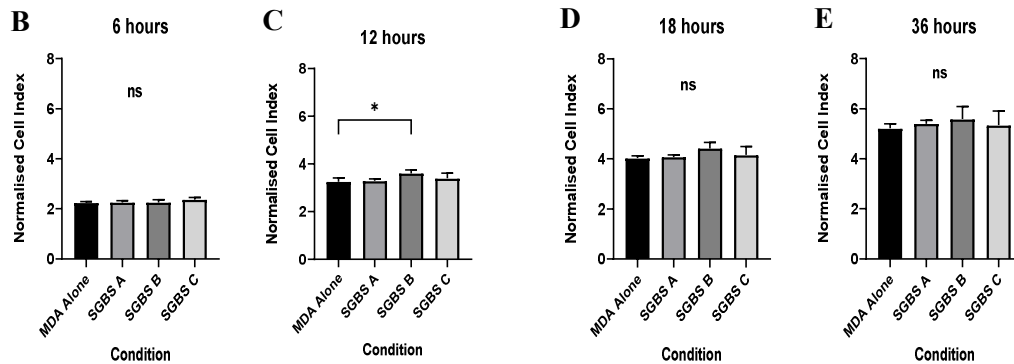 B
6 hours
Normalised Cell Index
8
6
4
2
0
ns
MDA Alone
SGBS A
SGBS B
SGBS C
Condition
C
12 hours
Normalised Cell Index
8
6
4
2
0
*
MDA Alone
SGBS A
SGBS B
SGBS C
Condition
D
18 hours
Normalised Cell Index
8
6
4
2
0
ns
MDA Alone
SGBS A
SGBS B
SGBS C
Condition
E
36 hours
Normalised Cell Index
8
6
4
2
0
ns
MDA Alone
SGBS A
SGBS B
SGBS C
Condition